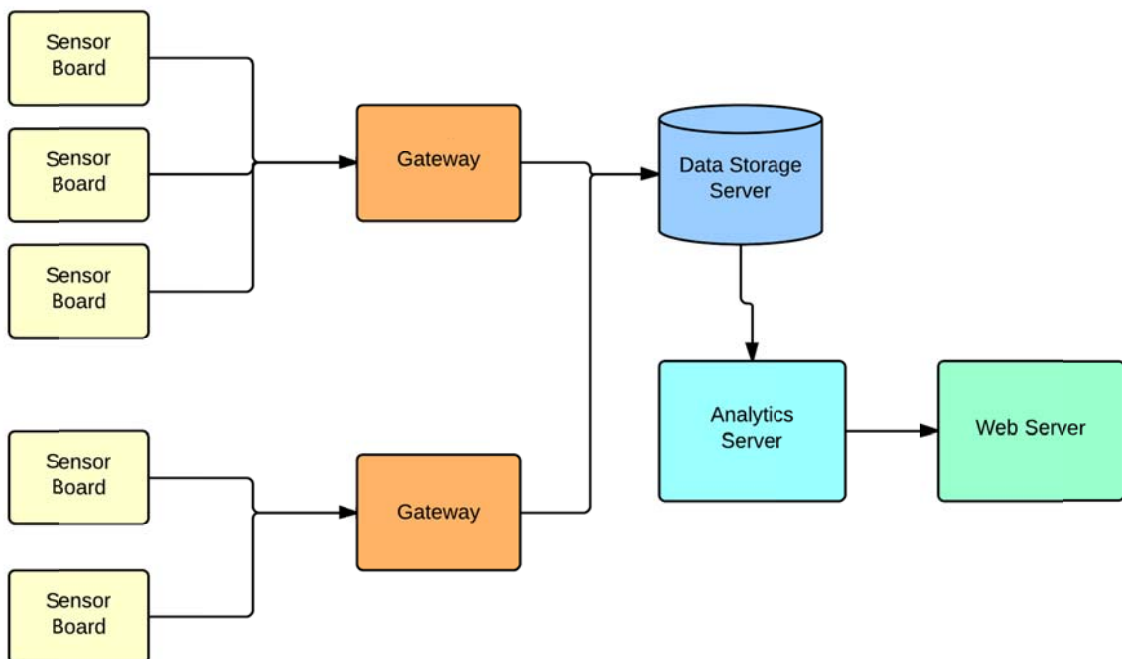 Sensor
Board
Sensor
Board
Sensor
Board
Gateway
Data Storage
Server
Analytics
Server
Web Server
Sensor
Board
Sensor
Board
Gateway